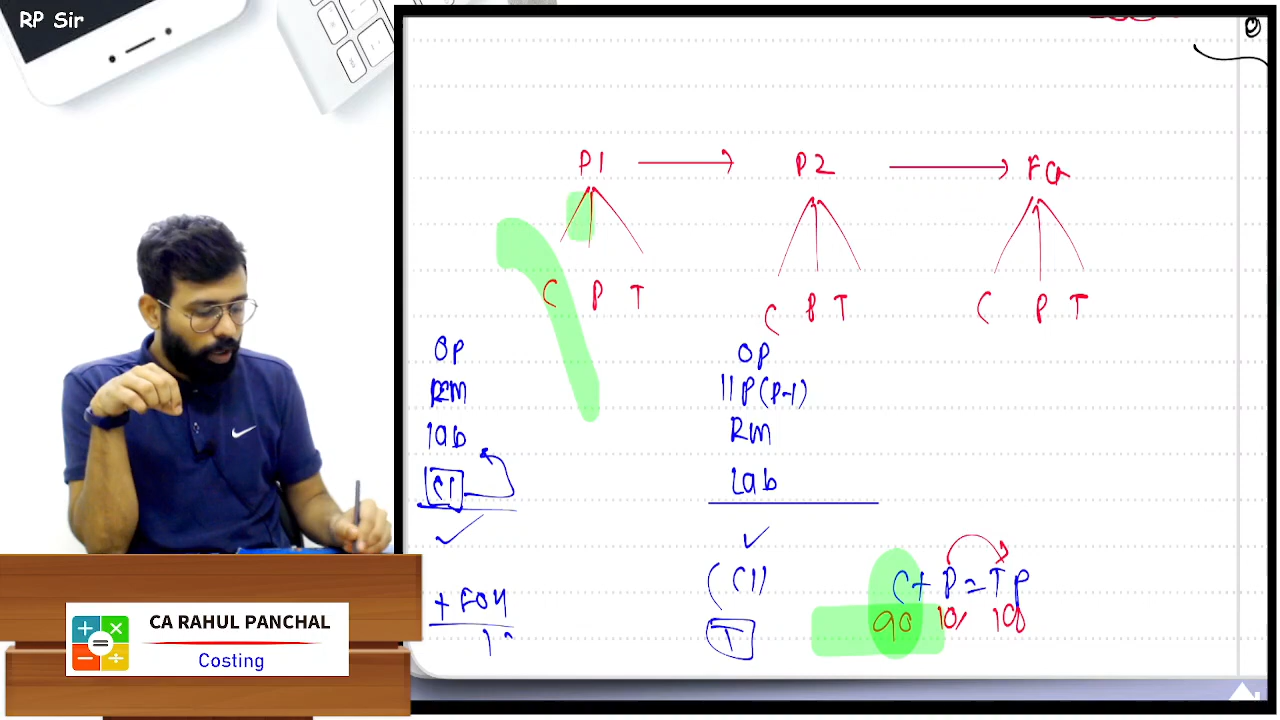 RP Sir
P1 → P2 → FG
C P T
C P T
C P T
OP
RM
lab
CI
+ FOH
OP
IIP (P-1)
RM
Lab
(CI)
T
C + P = TP
90 10 100
CA RAHUL PANCHAL
Costing